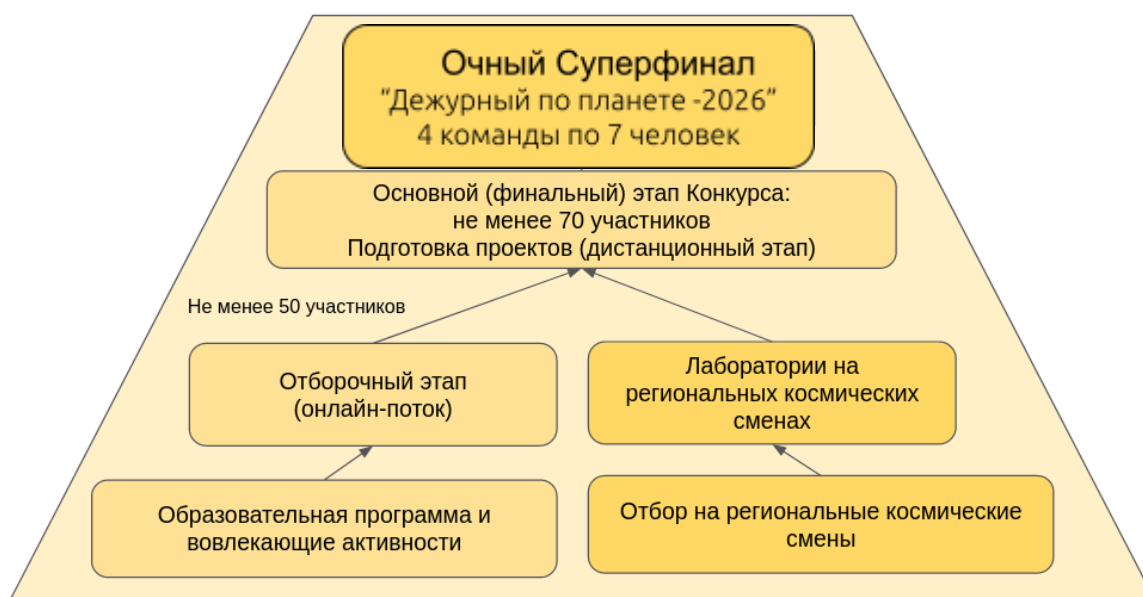 Очный Суперфинал
“Дежурный по планете -2026”
4 команды по 7 человек
Основной (финальный) этап Конкурса:
не менее 70 участников
Подготовка проектов (дистанционный этап)
Не менее 50 участников
Отборочный этап
(онлайн-поток)
Лаборатории на
региональных космических
сменах
Образовательная программа и
вовлекающие активности
Отбор на региональные космические
смены